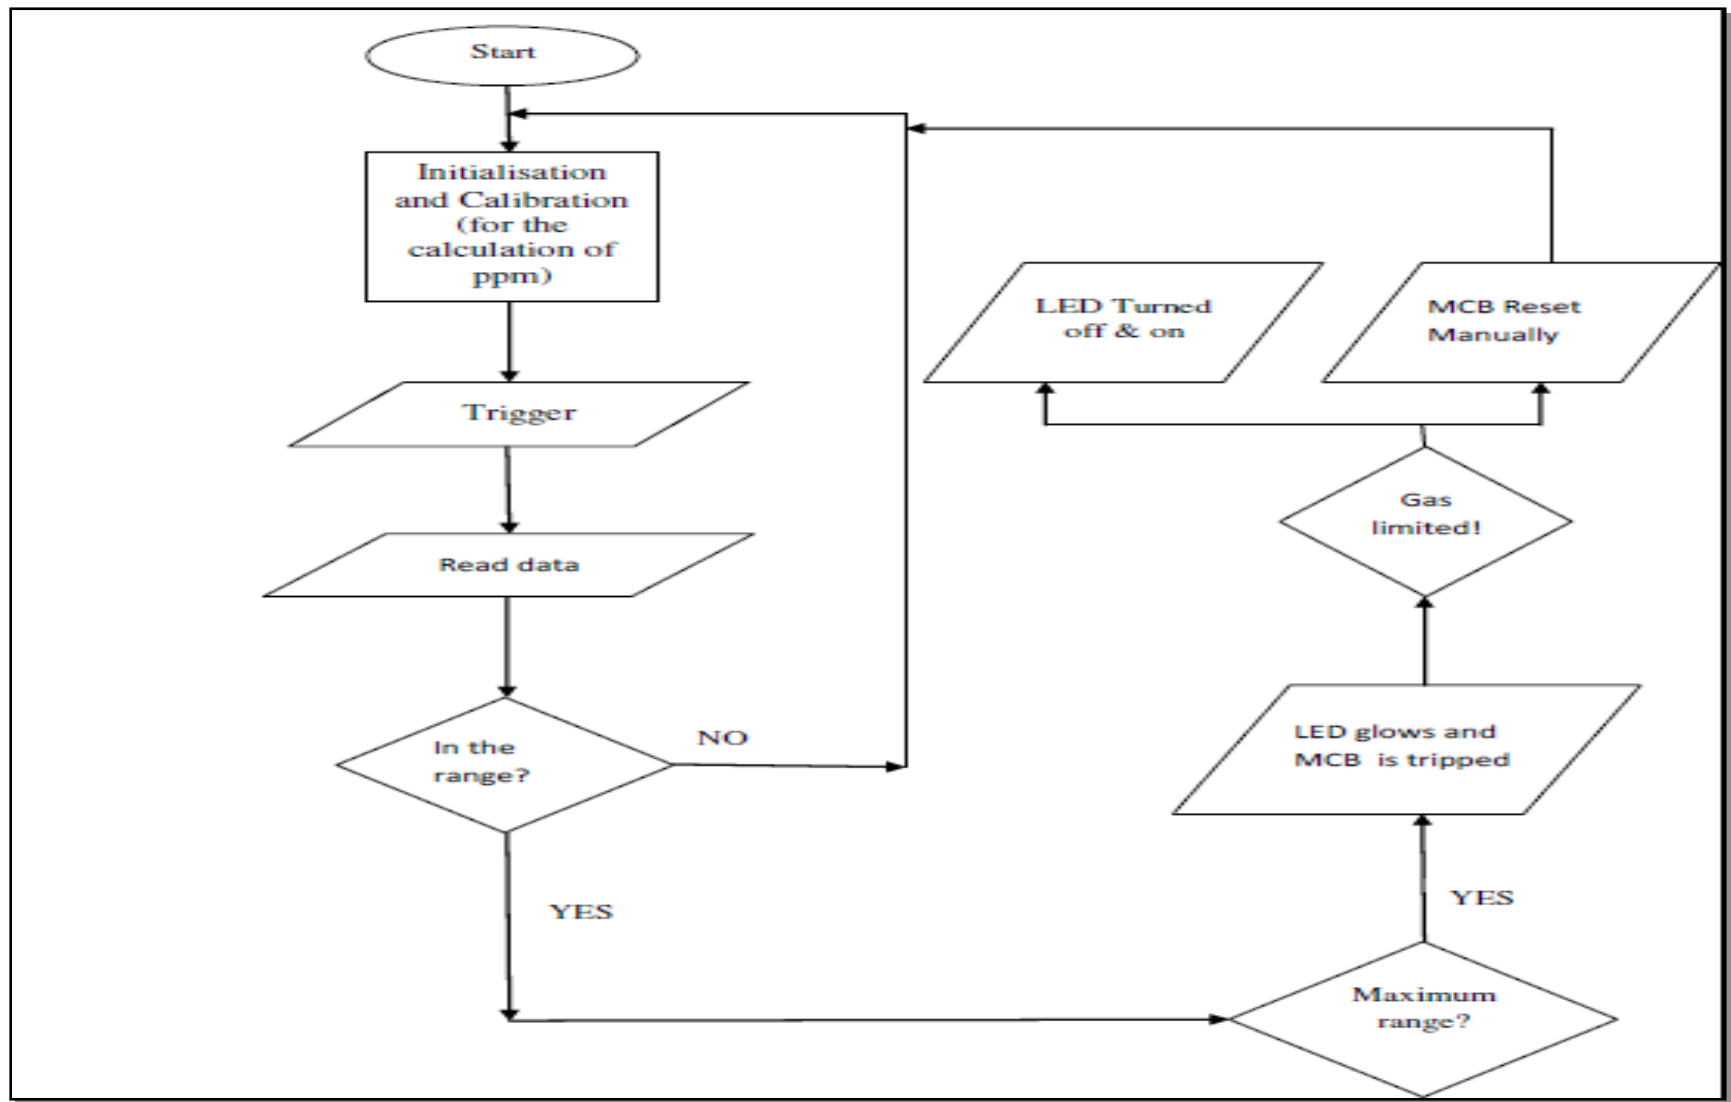 Start
Initialisation
and Calibration
(for the
calculation of
ppm)
Trigger
Read data
In the
range?
NO
YES
Maximum
range?
YES
LED glows and
MCB is tripped
Gas
limited!
LED Turned
off & on
MCB Reset
Manually